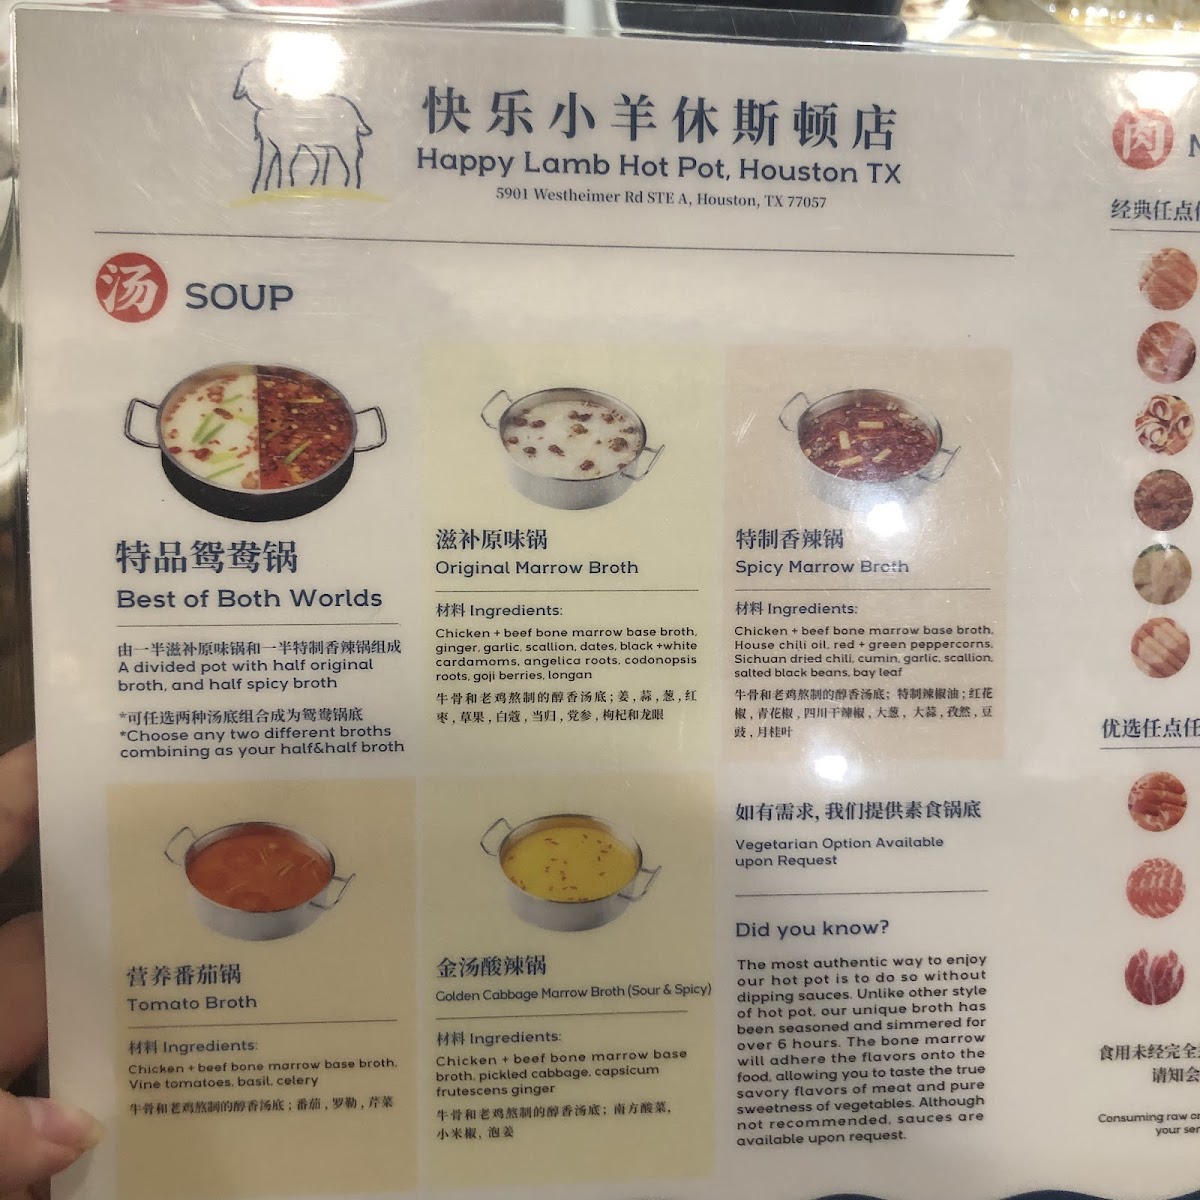 快乐小羊休斯顿店
Happy Lamb Hot Pot, Houston TX
5901 Westheimer Rd STE A, Houston, TX 77057
汤 SOUP
特品鸳鸯锅
Best of Both Worlds
由一半滋补原味锅和一半特制香辣锅组成
A divided pot with half original
broth, and half spicy broth
*可任选两种汤底组合成为鸳鸯锅底
*Choose any two different broths
combining as your half&half broth
滋补原味锅
Original Marrow Broth
材料 Ingredients:
Chicken + beef bone marrow base broth,
ginger, garlic, scallion, dates, black +white
cardamoms, angelica roots, codonopsis
roots, goji berries, longan
牛骨和老鸡熬制的醇香汤底；姜，蒜，葱，红
枣，草果，白蔻，当归，党参，枸杞和龙眼
特制香辣锅
Spicy Marrow Broth
材料 Ingredients:
Chicken + beef bone marrow base broth,
House chili oil, red + green peppercorns,
Sichuan dried chili, cumin, garlic, scallion,
salted black beans, bay leaf
牛骨和老鸡熬制的醇香汤底；特制辣椒油；红花
椒，青花椒，四川干辣椒，大葱，大蒜，孜然，豆
豉，月桂叶
营养番茄锅
Tomato Broth
材料 Ingredients:
Chicken + beef bone marrow base broth,
Vine tomatoes, basil, celery
牛骨和老鸡熬制的醇香汤底；番茄，罗勒，芹菜
金汤酸辣锅
Golden Cabbage Marrow Broth (Sour & Spicy)
材料 Ingredients:
Chicken + beef bone marrow base
broth, pickled cabbage, capsicum
frutescens ginger
牛骨和老鸡熬制的醇香汤底；南方酸菜，
小米椒，泡姜
如有需求，我们提供素食锅底
Vegetarian Option Available
upon Request
Did you know?
The most authentic way to enjoy
our hot pot is to do so without
dipping sauces. Unlike other style
of hot pot, our unique broth has
been seasoned and simmered for
over 6 hours. The bone marrow
will adhere the flavors onto the
food, allowing you to taste the true
savory flavors of meat and pure
sweetness of vegetables. Although
not recommended, sauces are
available upon request.
肉
经典任点
优选任点任
食用未经完全
请知会
Consuming raw or
your